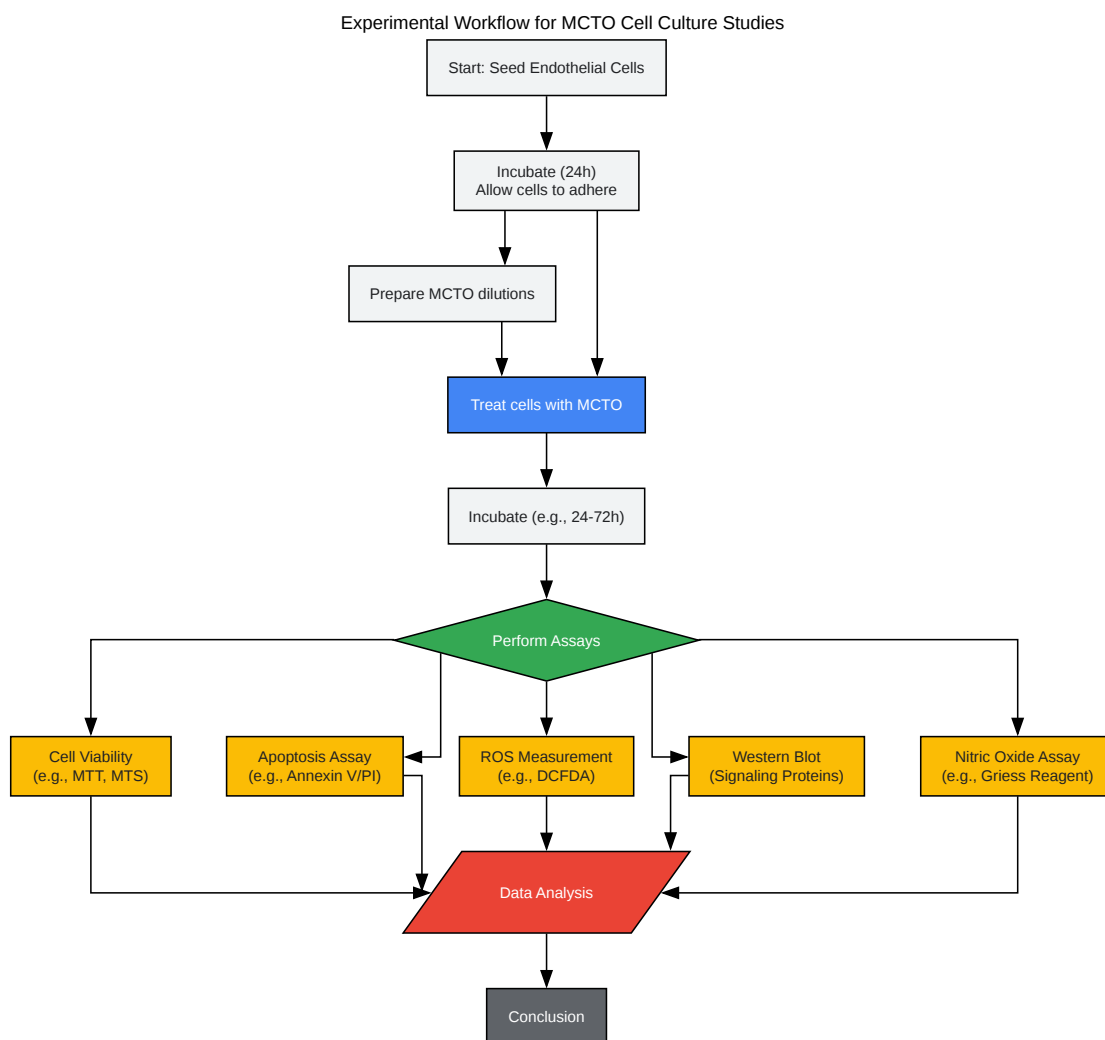 Experimental Workflow for MCTO Cell Culture Studies
Start: Seed Endothelial Cells
Incubate (24h)
Allow cells to adhere
Prepare MCTO dilutions
Treat cells with MCTO
Incubate (e.g., 24-72h)
Perform Assays
Cell Viability
(e.g., MTT, MTS)
Apoptosis Assay
(e.g., Annexin V/PI)
ROS Measurement
(e.g., DCFDA)
Western Blot
(Signaling Proteins)
Nitric Oxide Assay
(e.g., Griess Reagent)
Data Analysis
Conclusion